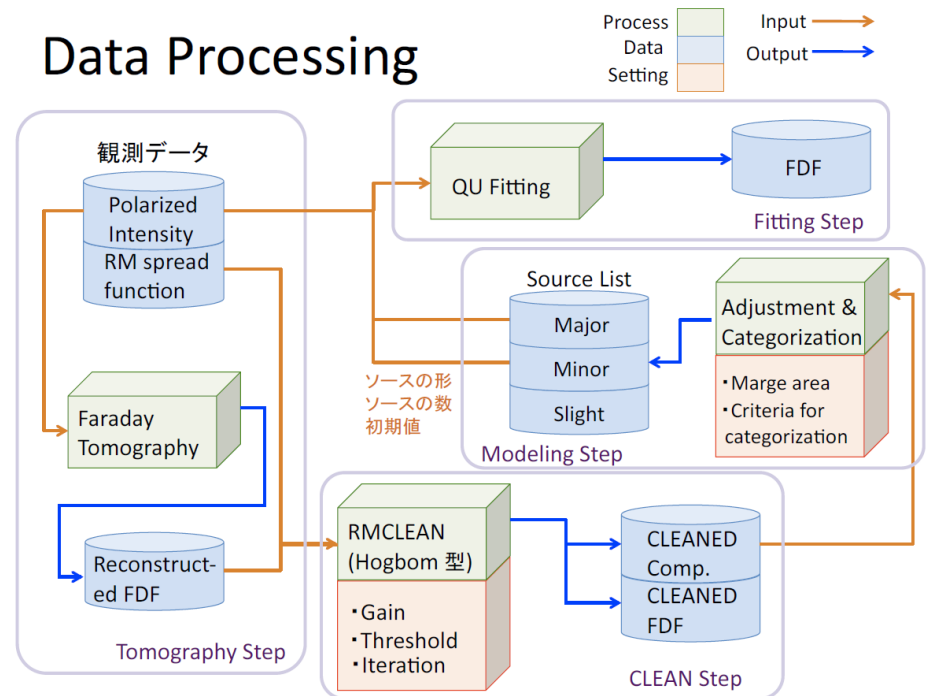 Data Processing
Process
Data
Setting
Input
Output
観測データ
Polarized
Intensity
RM spread
function
Faraday
Tomography
Reconstruct-
ed FDF
Tomography Step
QU Fitting
FDF
Fitting Step
Source List
Major
Minor
Slight
Adjustment &
Categorization
・Marge area
・Criteria for
categorization
Modeling Step
ソースの形
ソースの数
初期値
RMCLEAN
(Hogbom 型)
・Gain
・Threshold
・Iteration
CLEANED
Comp.
CLEANED
FDF
CLEAN Step